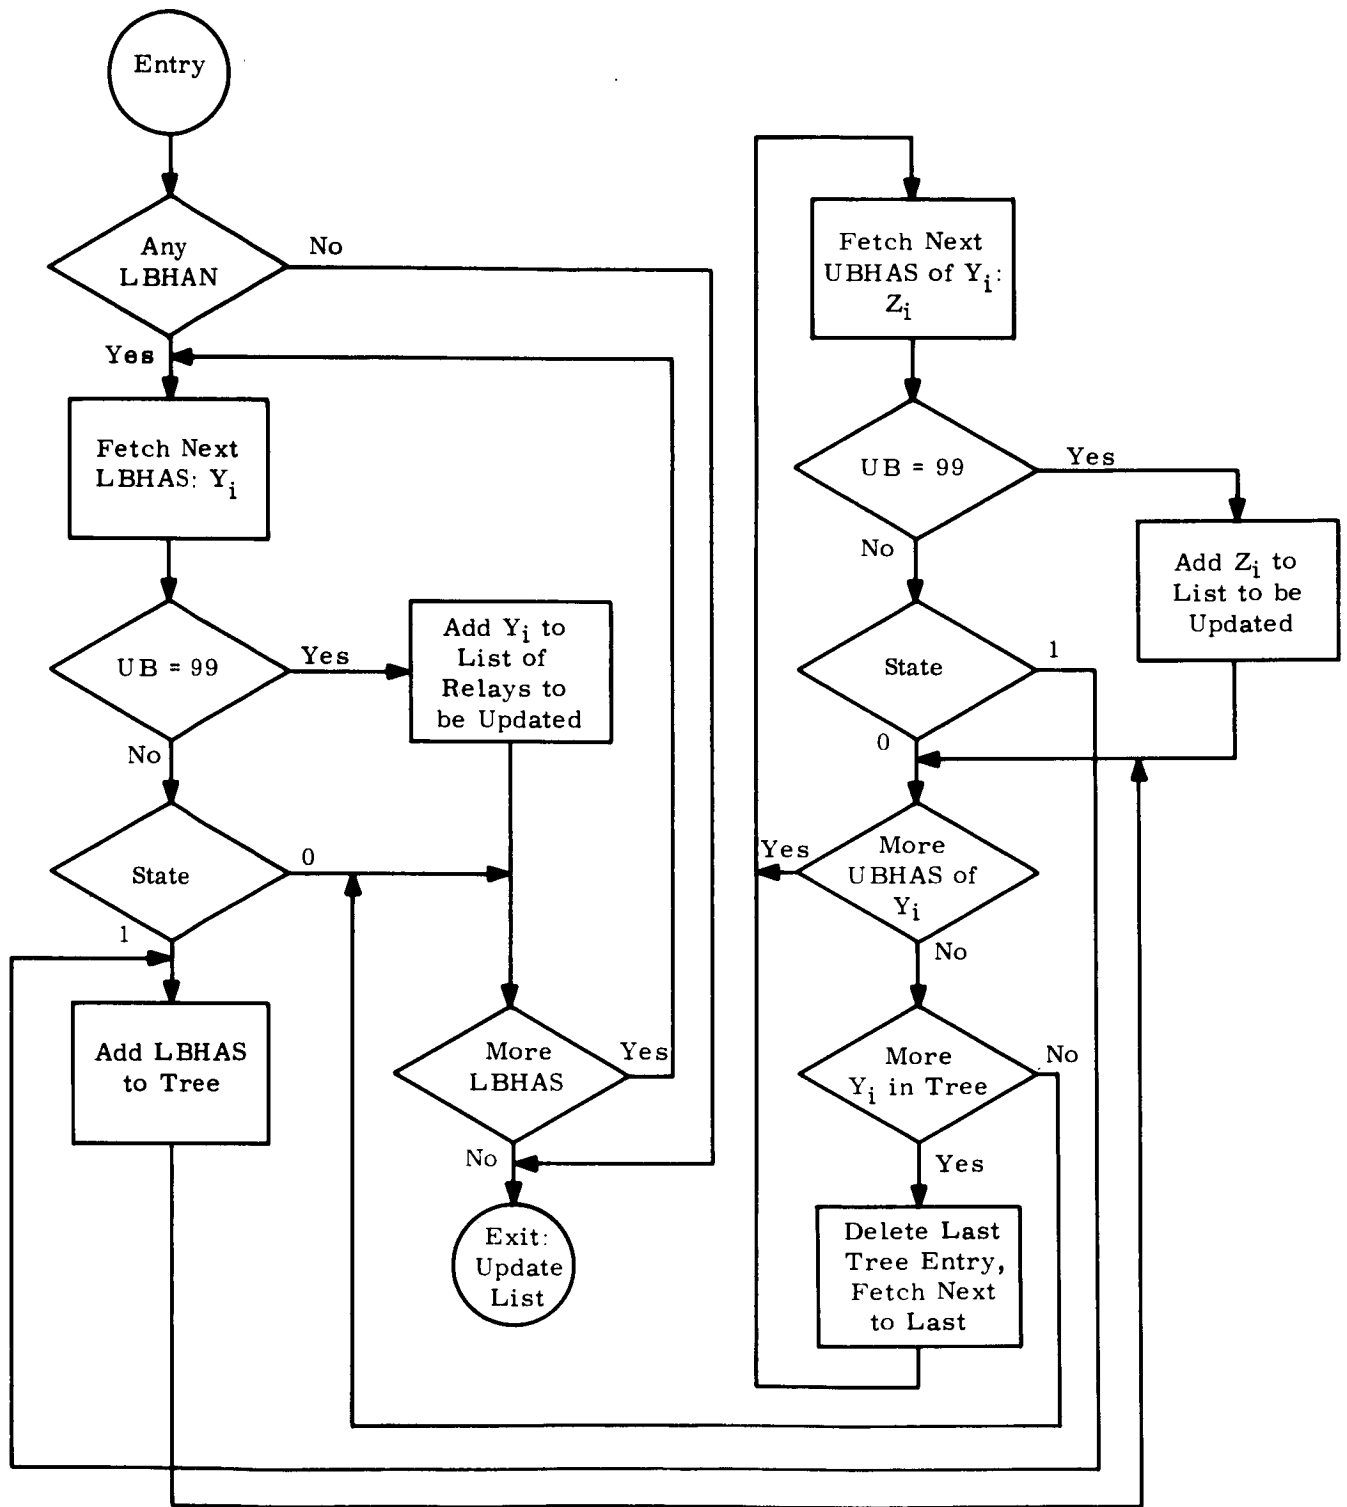 Entry
Any
LBHAN
No
Yes
Fetch Next
LBHAS: Yi
UB = 99
Yes
No
Add Yi to
List of
Relays to
be Updated
State
0
1
Add LBHAS
to Tree
More
LBHAS
Yes
No
Exit:
Update
List
Fetch Next
UBHAS of Yi:
Zi
UB = 99
Yes
No
Add Zi to
List to be
Updated
State
1
0
More
UBHAS of
Yi
Yes
No
More
Yi in Tree
No
Yes
Delete Last
Tree Entry,
Fetch Next
to Last